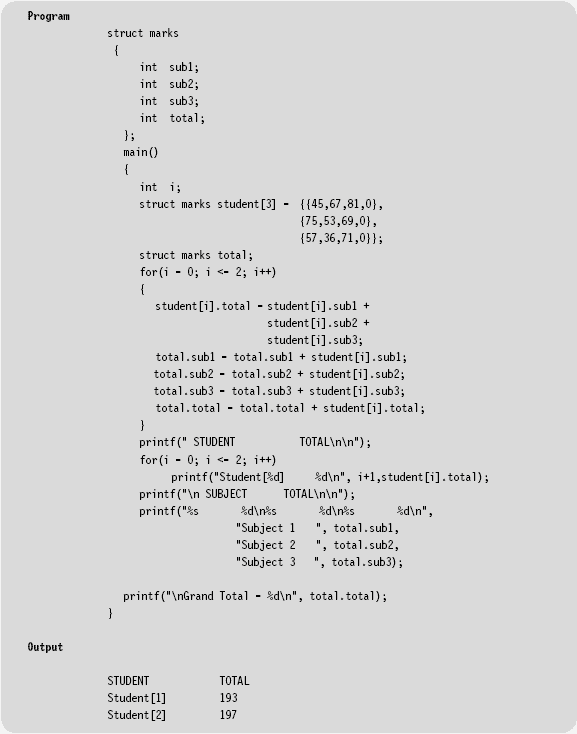 Program
struct marks
{
int sub1;
int sub2;
int sub3;
int total;
};
main()
{
int i;
struct marks student[3] = {{45,67,81,0},
{75,53,69,0},
{57,36,71,0}};
struct marks total;
for(i = 0; i <= 2; i++)
{
student[i].total = student[i].sub1 +
student[i].sub2 +
student[i].sub3;
total.sub1 = total.sub1 + student[i].sub1;
total.sub2 = total.sub2 + student[i].sub2;
total.sub3 = total.sub3 + student[i].sub3;
total.total = total.total + student[i].total;
}
printf(" STUDENT TOTAL\n\n");
for(i = 0; i <= 2; i++)
printf("Student[%d] %d\n", i+1,student[i].total);
printf("\n SUBJECT TOTAL\n\n");
printf("%s %d\n%s %d\n%s %d\n",
"Subject 1 ", total.sub1,
"Subject 2 ", total.sub2,
"Subject 3 ", total.sub3);
printf("\nGrand Total = %d\n", total.total);
}
Output
STUDENT TOTAL
Student[1] 193
Student[2] 197